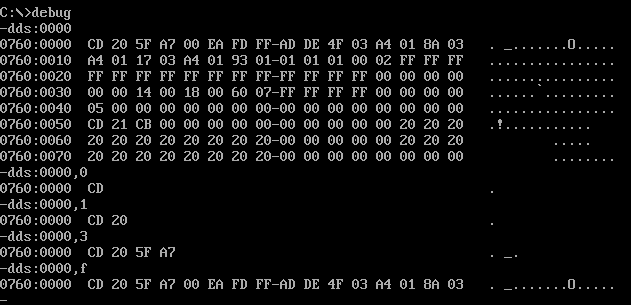 C:\>debug
-dds:0000
0760:0000  CD 20 5F A7 00 EA FD FF-AD DE 4F 03 A4 01 8A 03   . _.......O.....
0760:0010  A4 01 17 03 A4 01 93 01-01 01 01 00 02 FF FF FF   ................
0760:0020  FF FF FF FF FF FF FF FF-FF FF FF FF 00 00 00 00   ................
0760:0030  00 00 14 00 18 00 60 07-FF FF FF FF 00 00 00 00   ......`.........
0760:0040  05 00 00 00 00 00 00 00-00 00 00 00 00 00 00 00   ................
0760:0050  CD 21 CB 00 00 00 00 00-00 00 00 00 00 20 20 20   .!...........
0760:0060  20 20 20 20 20 20 20 20-00 00 00 00 00 20 20 20           .....
0760:0070  20 20 20 20 20 20 20 20-00 00 00 00 00 00 00 00           ........
-dds:0000,0
0760:0000  CD                                                .
-dds:0000,1
0760:0000  CD 20                                             .
-dds:0000,3
0760:0000  CD 20 5F A7                                       . _.
-dds:0000,f
0760:0000  CD 20 5F A7 00 EA FD FF-AD DE 4F 03 A4 01 8A 03   . _.......O.....
-